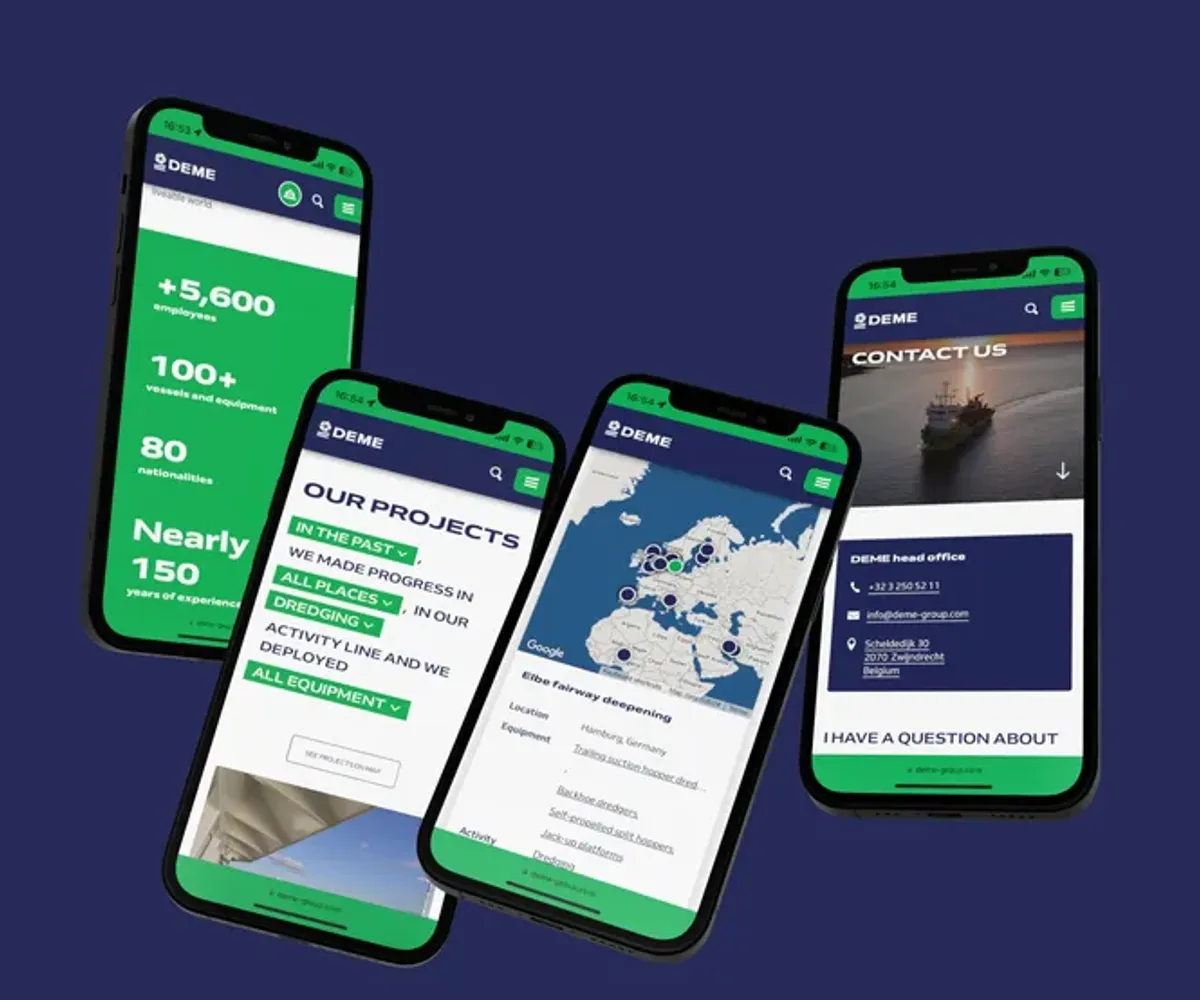 16:53
DEME
liveable world.
+5,600
employees
100+
vessels and equipment
80
nationalities
Nearly
150
years of experience
16:54
DEME
OUR PROJECTS
IN THE PAST ,
WE MADE PROGRESS IN
ALL PLACES , IN OUR
DREDGING
ACTIVITY LINE AND WE
DEPLOYED
ALL EQUIPMENT
SEE PROJECTS ON MAP
deme-group.com
16:54
DEME
Google
Elbe fairway deepening
Location
Hamburg, Germany
Equipment
Trailing suction hopper dred...
,
Backhoe dredgers,
Self-propelled split hoppers,
Jack-up platforms
Activity
Dredging
deme-group.com
16:54
DEME
CONTACT US
DEME head office
+32 3 250 52 11
info@deme-group.com
Scheldedijk 30
2070 Zwijndrecht
Belgium
I HAVE A QUESTION ABOUT
deme-group.com